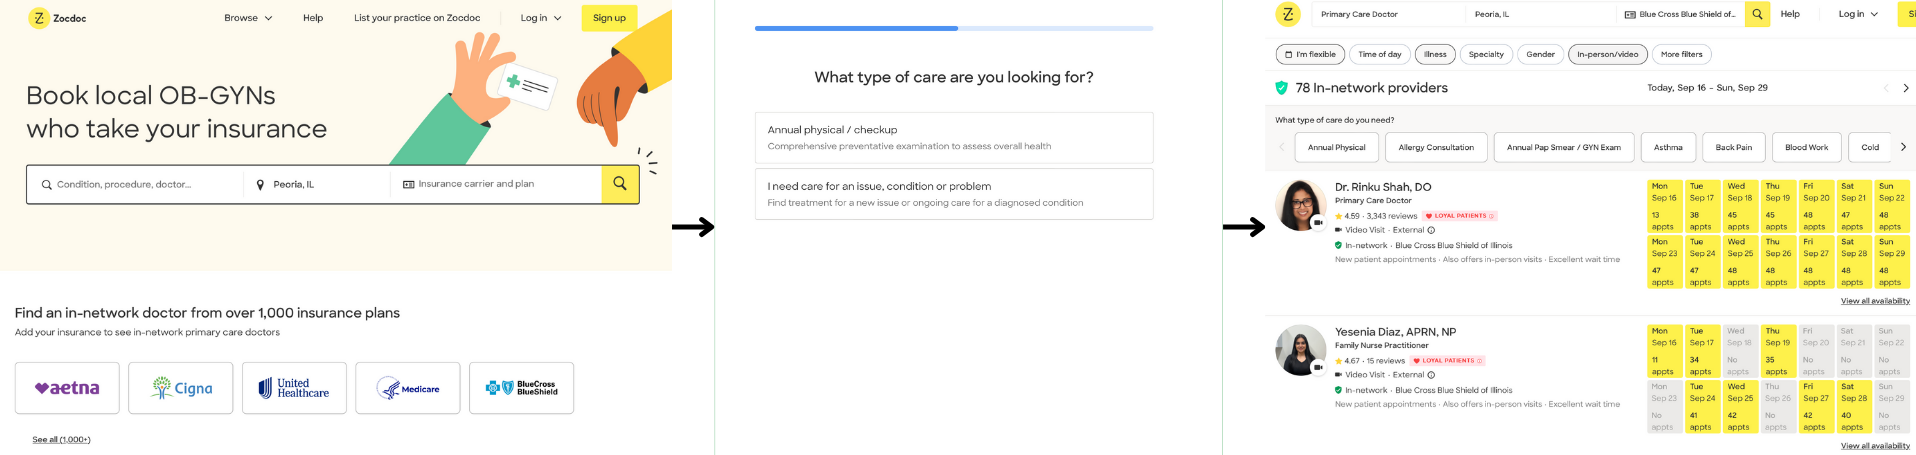 Zocdoc
Browse
Help
List your practice on Zocdoc
Log in
Sign up
Book local OB-GYNs
who take your insurance
Condition, procedure, doctor...
Peoria, IL
Insurance carrier and plan
Find an in-network doctor from over 1,000 insurance plans
Add your insurance to see in-network primary care doctors
aetna
Cigna
United
Healthcare
Medicare
BlueCross
BlueShield
See all (1,000+)
What type of care are you looking for?
Annual physical / checkup
Comprehensive preventative examination to assess overall health
I need care for an issue, condition or problem
Find treatment for a new issue or ongoing care for a diagnosed condition
Primary Care Doctor
Peoria, IL
Blue Cross Blue Shield of...
Help
Log in
Si
I'm flexible
Time of day
Illness
Specialty
Gender
In-person/video
More filters
78 In-network providers
Today, Sep 16 - Sun, Sep 29
What type of care do you need?
Annual Physical
Allergy Consultation
Annual Pap Smear / GYN Exam
Asthma
Back Pain
Blood Work
Cold
Dr. Rinku Shah, DO
Primary Care Doctor
4.59 · 3,343 reviews LOYAL PATIENTS
Video Visit · External
In-network · Blue Cross Blue Shield of Illinois
New patient appointments · Also offers in-person visits · Excellent wait time
Mon Tue Wed Thu Fri Sat Sun
Sep 16 Sep 17 Sep 18 Sep 19 Sep 20 Sep 21 Sep 22
13 38 45 45 48 47 48
appts appts appts appts appts appts appts
Mon Tue Wed Thu Fri Sat Sun
Sep 23 Sep 24 Sep 25 Sep 26 Sep 27 Sep 28 Sep 29
47 47 48 48 48 48 48
appts appts appts appts appts appts appts
View all availability
Yesenia Diaz, APRN, NP
Family Nurse Practitioner
4.67 · 15 reviews LOYAL PATIENTS
Video Visit · External
In-network · Blue Cross Blue Shield of Illinois
New patient appointments · Also offers in-person visits · Excellent wait time
Mon Tue Wed Thu Fri Sat Sun
Sep 16 Sep 17 Sep 18 Sep 19 Sep 20 Sep 21 Sep 22
11 34 No 35 No No No
appts appts appts appts appts appts appts
Mon Tue Wed Thu Fri Sat Sun
Sep 23 Sep 24 Sep 25 Sep 26 Sep 27 Sep 28 Sep 29
No 41 42 No 42 40 No
appts appts appts appts appts appts appts
View all availability